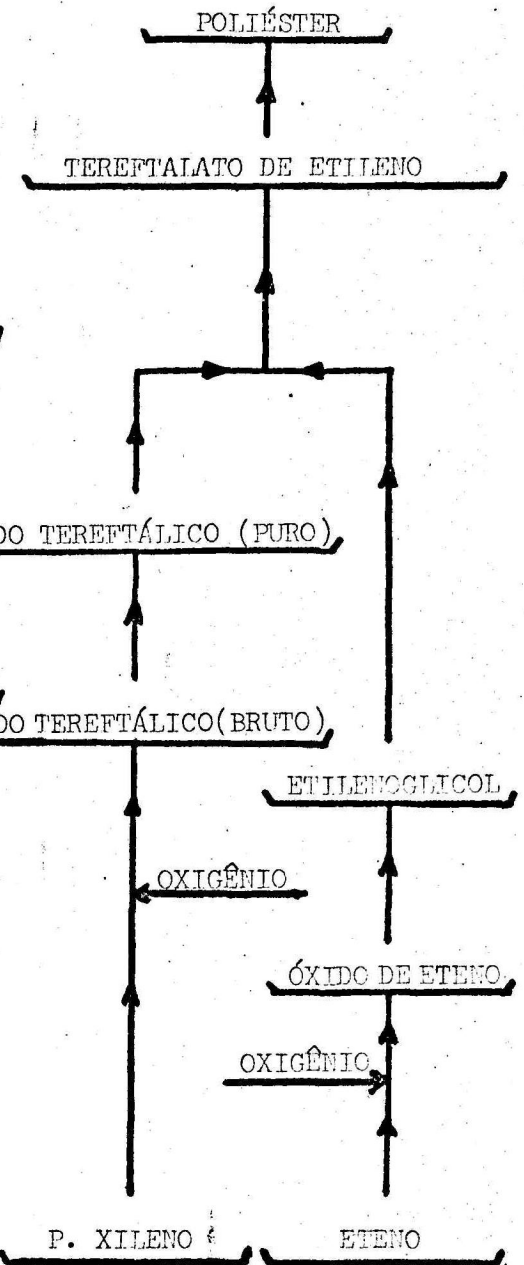 POLIÉSTER
TEREFTALATO DE ETILENO
DO TEREFTÁLICO (PURO)
DO TEREFTÁLICO(BRUTO)
ETILENOGLICOL
OXIGÊNIO
ÓXIDO DE ETENO
OXIGÊNIO
P. XILENO
ETENO